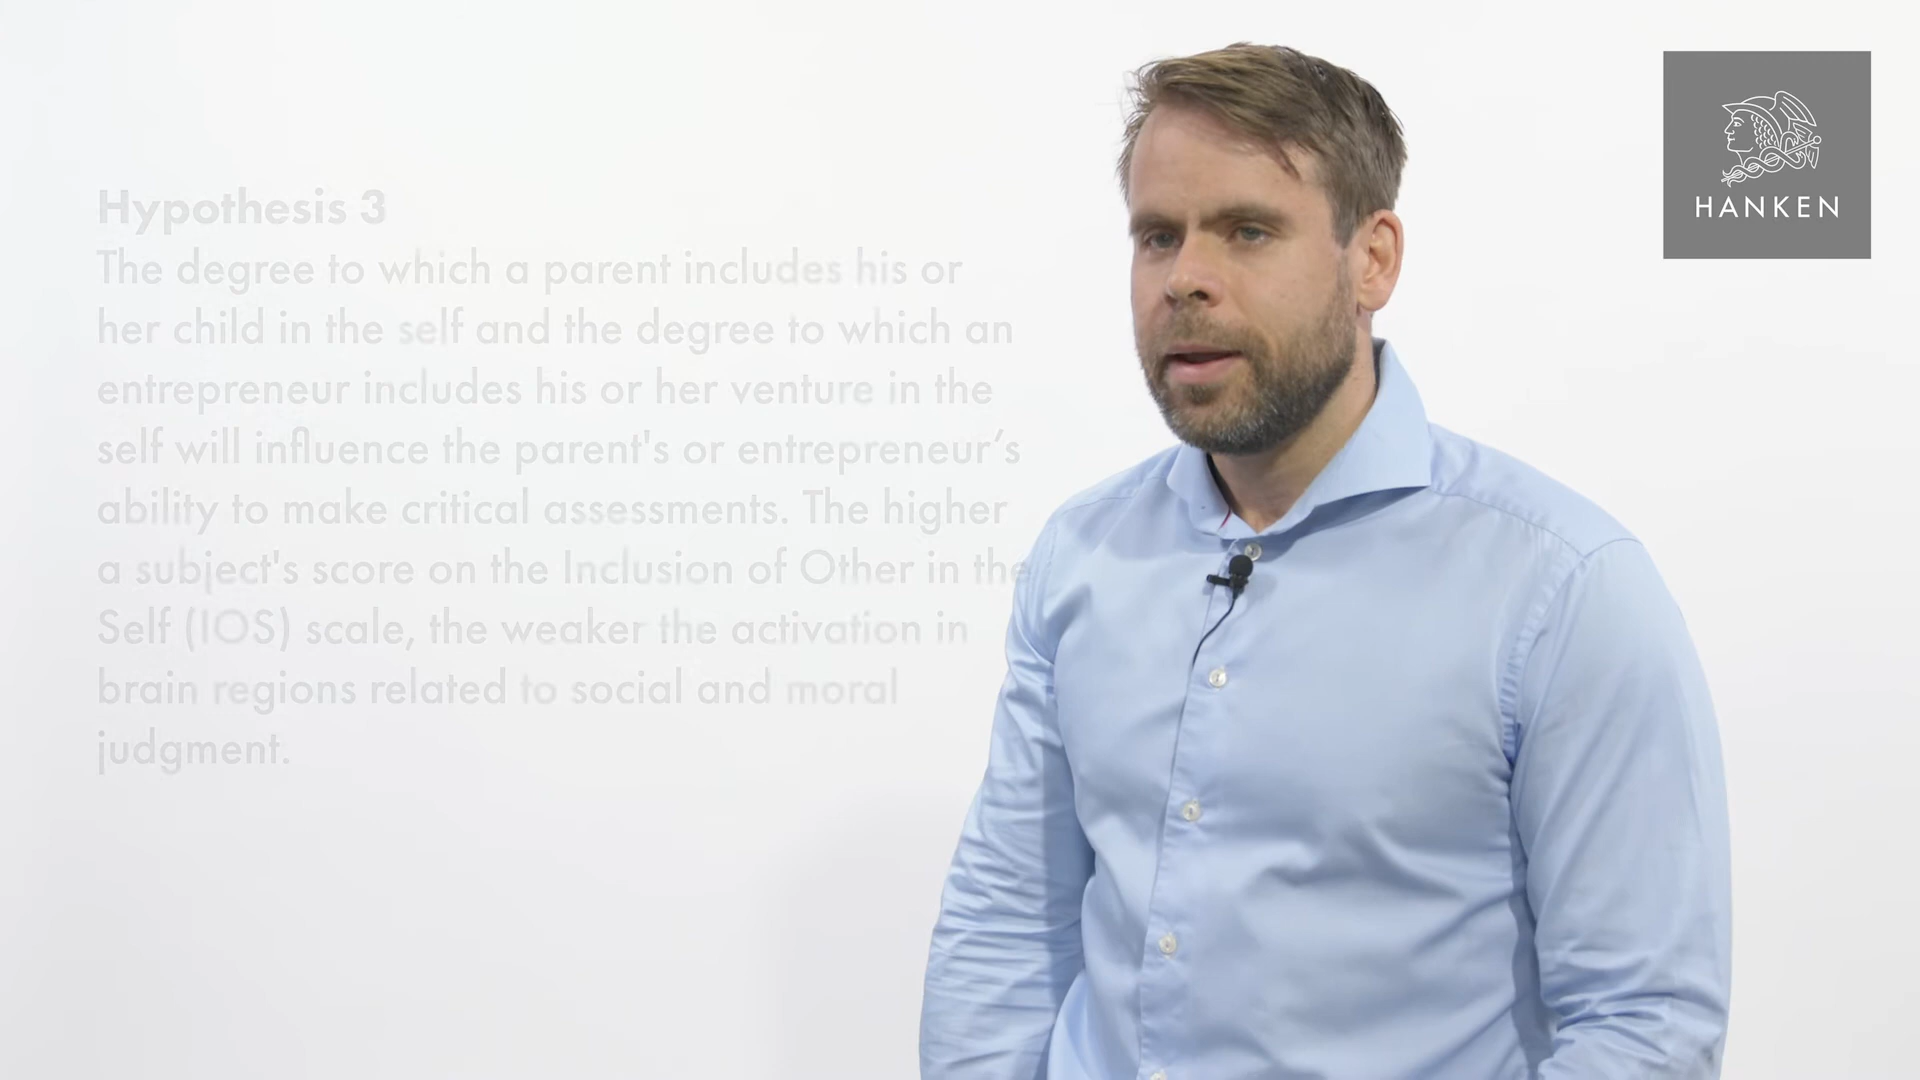 Hypothesis 3
The degree to which a parent includes his or
her child in the self and the degree to which an
entrepreneur includes his or her venture in the
self will influence the parent's or entrepreneur’s
ability to make critical assessments. The higher
a subject's score on the Inclusion of Other in the
Self (IOS) scale, the weaker the activation in
brain regions related to social and moral
judgment.
HANKEN